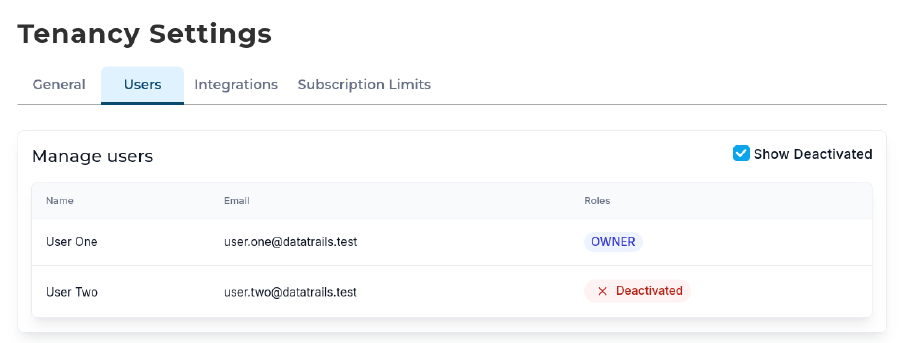 Tenancy Settings
General Users Integrations Subscription Limits
Manage users Show Deactivated
Name Email Roles
User One user.one@datatrails.test OWNER
User Two user.two@datatrails.test Deactivated